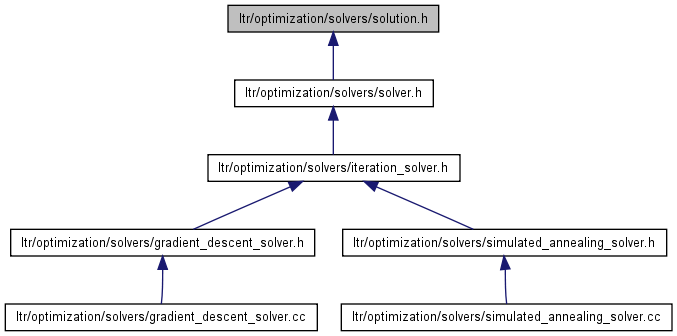 ltr/optimization/solvers/solution.h
ltr/optimization/solvers/solver.h
ltr/optimization/solvers/iteration_solver.h
ltr/optimization/solvers/gradient_descent_solver.h
ltr/optimization/solvers/simulated_annealing_solver.h
ltr/optimization/solvers/gradient_descent_solver.cc
ltr/optimization/solvers/simulated_annealing_solver.cc